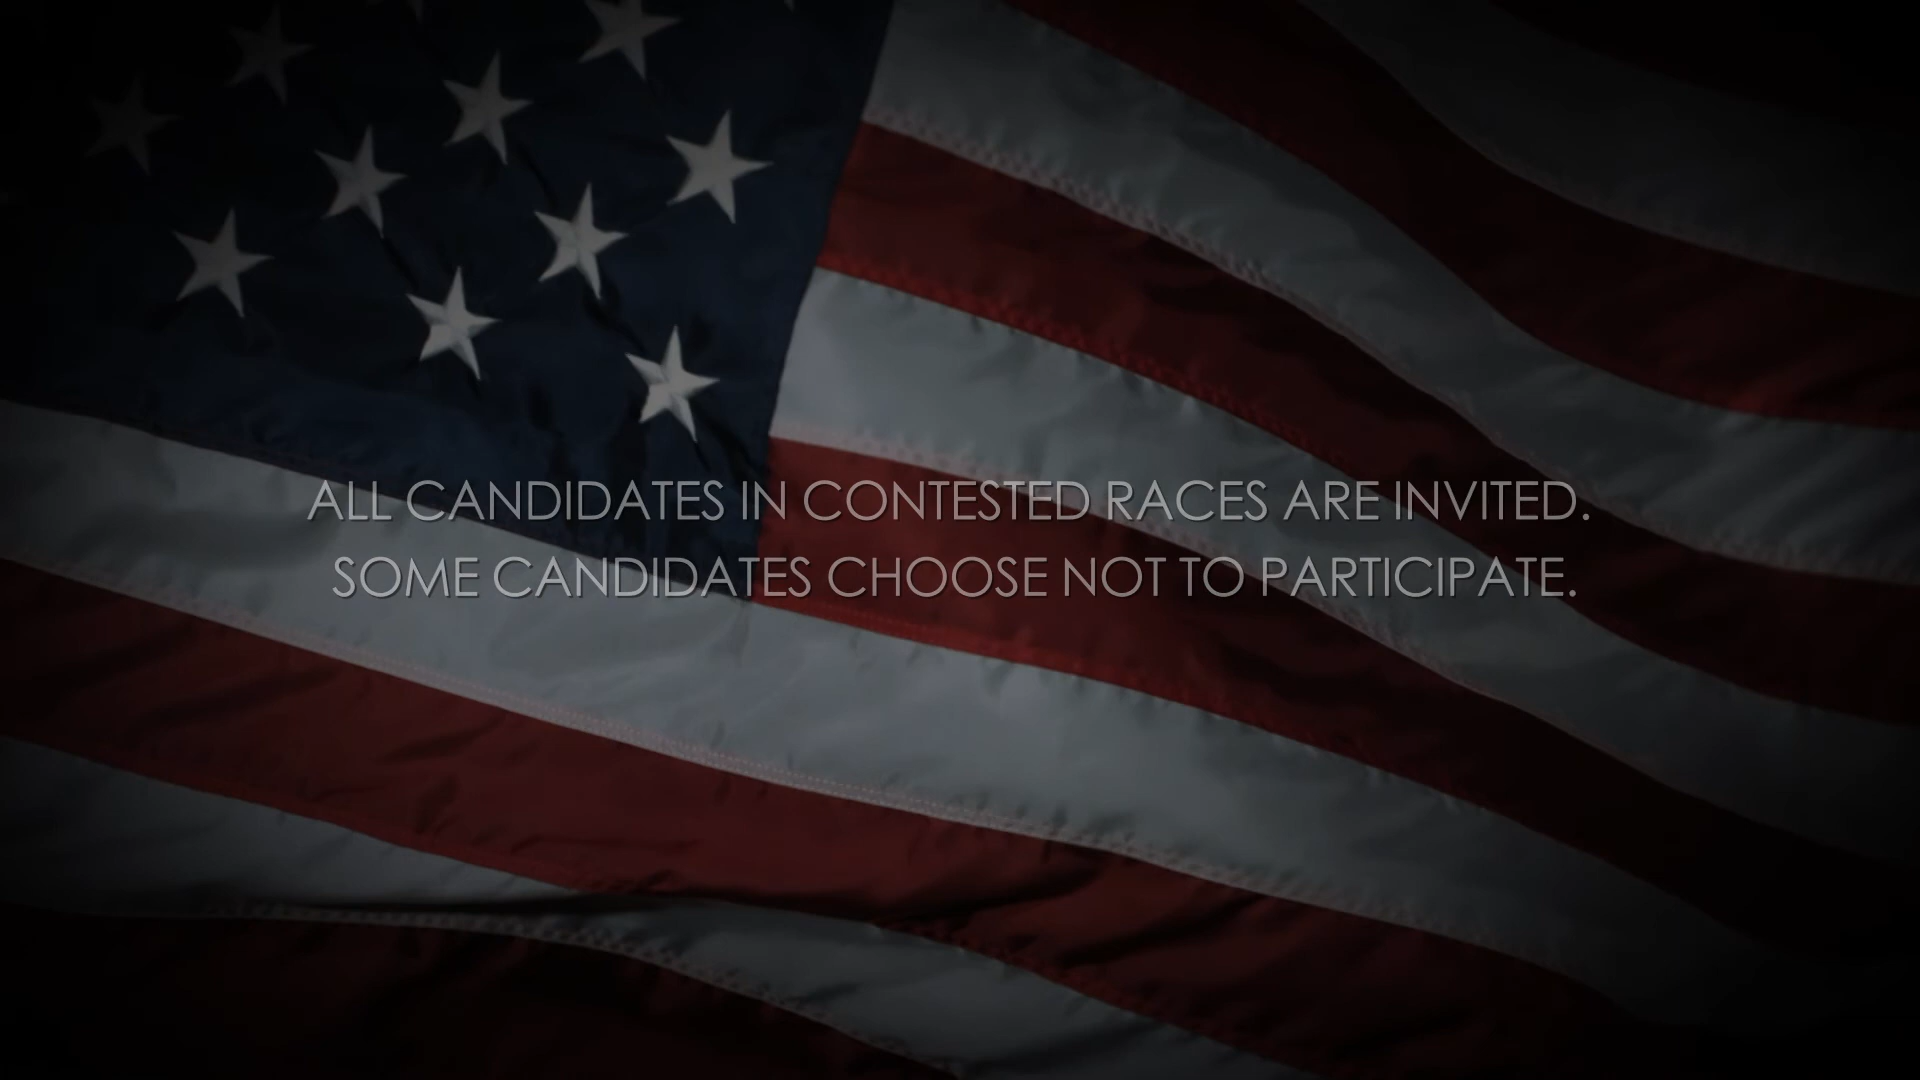 ALL CANDIDATES IN CONTESTED RACES ARE INVITED.
SOME CANDIDATES CHOOSE NOT TO PARTICIPATE.